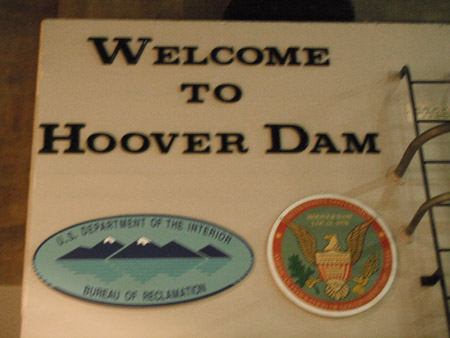 WELCOME
TO
HOOVER DAM
U.S. DEPARTMENT OF THE INTERIOR
BUREAU OF RECLAMATION